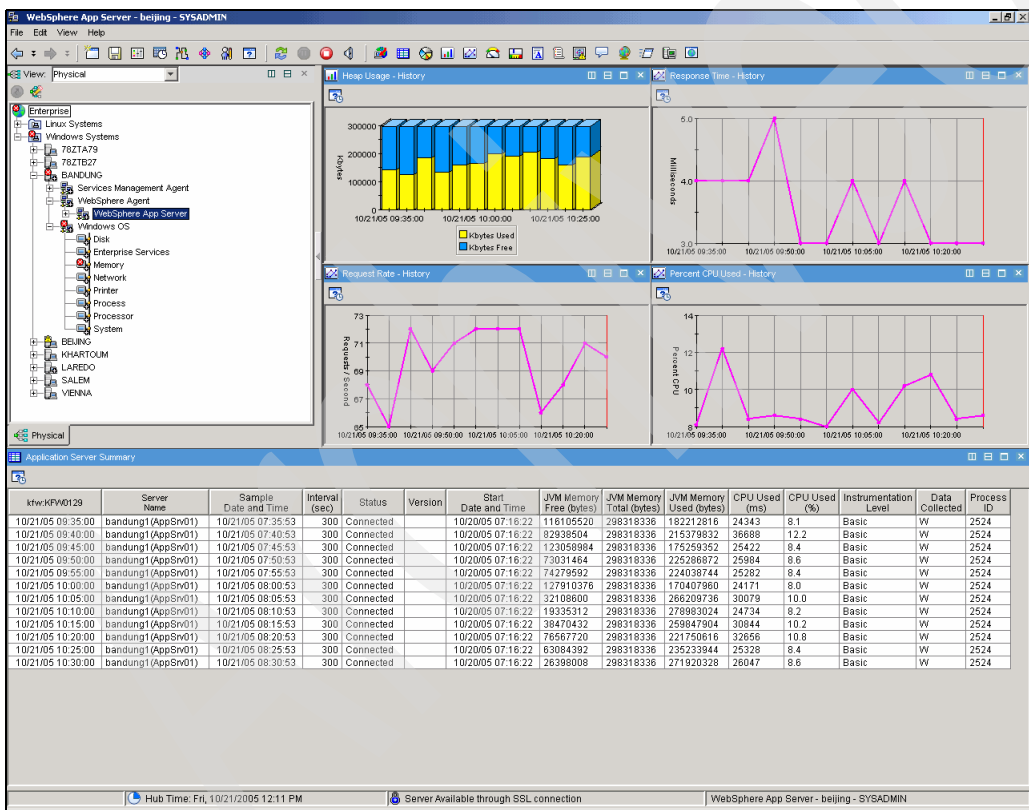 WebSphere App Server - beijing - SYSADMIN
File Edit View Help
View: Physical
Enterprise
Linux Systems
Windows Systems
78ZTA79
78ZTB27
BANDUNG
Services Management Agent
WebSphere Agent
WebSphere App Server
Windows OS
Disk
Enterprise Services
Memory
Network
Printer
Process
Processor
System
BEIJING
KHARTOUM
LAREDO
SALEM
VIENNA
Physical
Heap Usage - History
300000
200000
100000
0
Kbytes
10/21/05 09:35:00 10/21/05 10:00:00 10/21/05 10:25:00
Kbytes Used
Kbytes Free
Response Time - History
5.0
4.0
3.0
Milliseconds
10/21/05 09:35:00 10/21/05 09:50:00 10/21/05 10:05:00 10/21/05 10:20:00
Request Rate - History
73
71
69
67
65
Requests / Second
10/21/05 09:35:00 10/21/05 09:50:00 10/21/05 10:05:00 10/21/05 10:20:00
Percent CPU Used - History
14
12
10
8
Percent CPU
10/21/05 09:35:00 10/21/05 09:50:00 10/21/05 10:05:00 10/21/05 10:20:00
Application Server Summary
kfw:KFW0129 Server Name Sample Date and Time Interval (sec) Status Version Start Date and Time JVM Memory Free (bytes) JVM Memory Total (bytes) JVM Memory Used (bytes) CPU Used (ms) CPU Used (%) Instrumentation Level Data Collected Process ID
10/21/05 09:35:00 bandung1(AppSrv01) 10/21/05 07:35:53 300 Connected 10/20/05 07:16:22 116105520 298318336 182212816 24343 8.1 Basic W 2524
10/21/05 09:40:00 bandung1(AppSrv01) 10/21/05 07:40:53 300 Connected 10/20/05 07:16:22 82938504 298318336 215379832 36688 12.2 Basic W 2524
10/21/05 09:45:00 bandung1(AppSrv01) 10/21/05 07:45:53 300 Connected 10/20/05 07:16:22 123058984 298318336 175259352 25422 8.4 Basic W 2524
10/21/05 09:50:00 bandung1(AppSrv01) 10/21/05 07:50:53 300 Connected 10/20/05 07:16:22 73031464 298318336 225286872 25984 8.6 Basic W 2524
10/21/05 09:55:00 bandung1(AppSrv01) 10/21/05 07:55:53 300 Connected 10/20/05 07:16:22 74279592 298318336 224038744 25282 8.4 Basic W 2524
10/21/05 10:00:00 bandung1(AppSrv01) 10/21/05 08:00:53 300 Connected 10/20/05 07:16:22 127910376 298318336 170407960 24171 8.0 Basic W 2524
10/21/05 10:05:00 bandung1(AppSrv01) 10/21/05 08:05:53 300 Connected 10/20/05 07:16:22 32108600 298318336 266209736 30079 10.0 Basic W 2524
10/21/05 10:10:00 bandung1(AppSrv01) 10/21/05 08:10:53 300 Connected 10/20/05 07:16:22 19335312 298318336 278983024 24734 8.2 Basic W 2524
10/21/05 10:15:00 bandung1(AppSrv01) 10/21/05 08:15:53 300 Connected 10/20/05 07:16:22 38470432 298318336 259847904 30844 10.2 Basic W 2524
10/21/05 10:20:00 bandung1(AppSrv01) 10/21/05 08:20:53 300 Connected 10/20/05 07:16:22 76567720 298318336 221750616 32656 10.8 Basic W 2524
10/21/05 10:25:00 bandung1(AppSrv01) 10/21/05 08:25:53 300 Connected 10/20/05 07:16:22 63084392 298318336 235233944 25328 8.4 Basic W 2524
10/21/05 10:30:00 bandung1(AppSrv01) 10/21/05 08:30:53 300 Connected 10/20/05 07:16:22 26398008 298318336 271920328 26047 8.6 Basic W 2524
Hub Time: Fri, 10/21/2005 12:11 PM Server Available through SSL connection WebSphere App Server - beijing - SYSADMIN